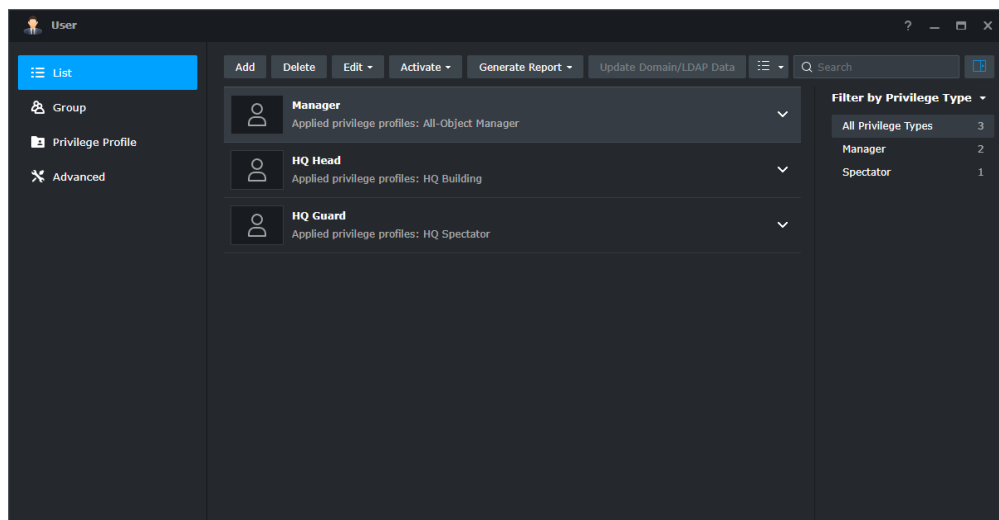 User
?
List
Group
Privilege Profile
Advanced
Add Delete Edit Activate Generate Report Update Domain/LDAP Data Search
Manager
Applied privilege profiles: All-Object Manager
HQ Head
Applied privilege profiles: HQ Building
HQ Guard
Applied privilege profiles: HQ Spectator
Filter by Privilege Type
All Privilege Types 3
Manager 2
Spectator 1